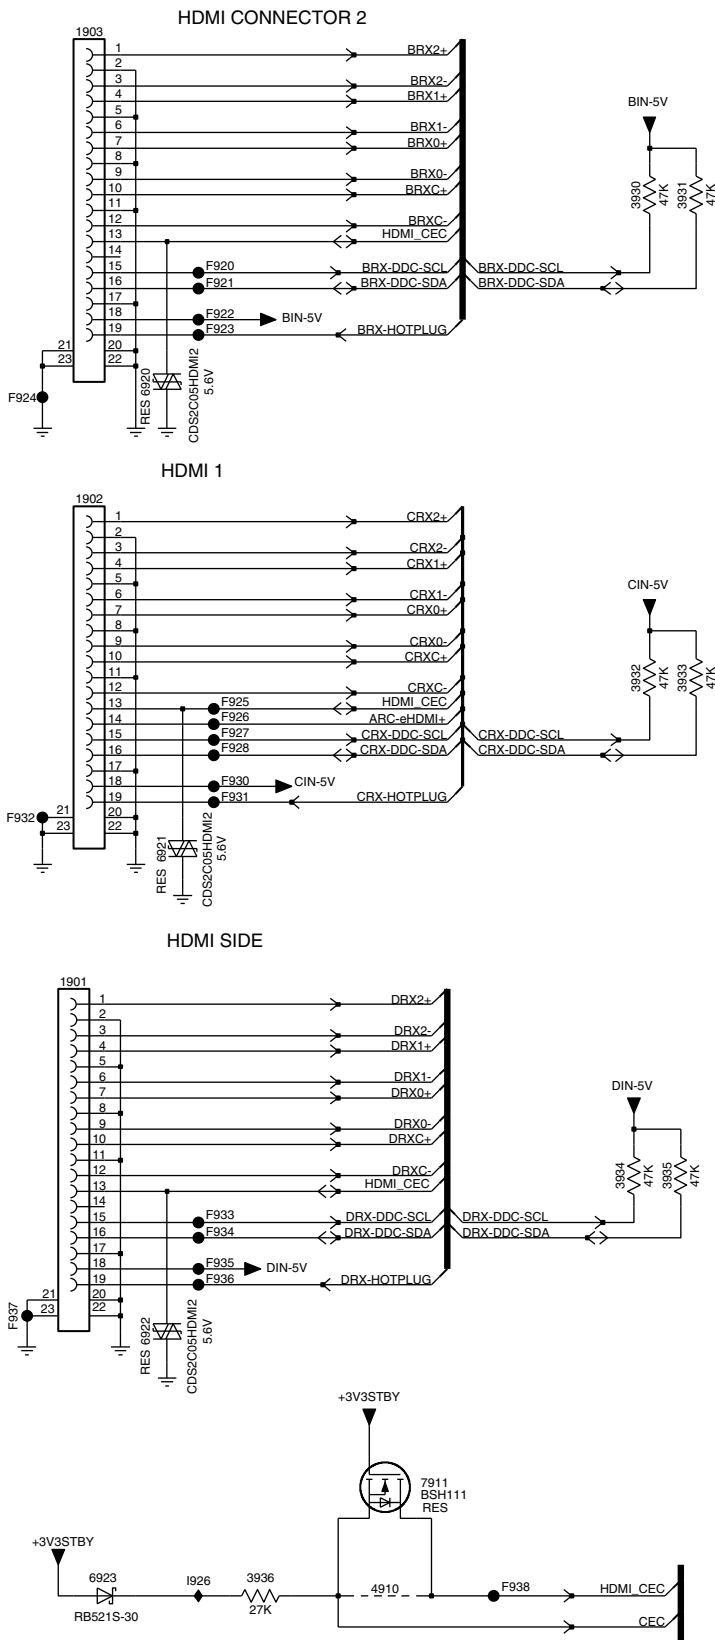 HDMI CONNECTOR 2
1903
1
BRX2+
2
3
BRX2-
4
BRX1+
5
6
BRX1-
7
BRX0+
8
9
BRX0-
10
BRXC+
11
12
BRXC-
13
HDMI_CEC
14
15
F920
BRX-DDC-SCL
BRX-DDC-SCL
16
F921
BRX-DDC-SDA
BRX-DDC-SDA
17
18
F922
BIN-5V
19
F923
BRX-HOTPLUG
21
20
23
22
F924
RES 6920
CDS2C05HDMI2
5.6V
BIN-5V
3930
47K
3931
47K
HDMI 1
1902
1
CRX2+
2
3
CRX2-
4
CRX1+
5
6
CRX1-
7
CRX0+
8
9
CRX0-
10
CRXC+
11
12
CRXC-
13
F925
HDMI_CEC
14
F926
ARC-eHDMI+
15
F927
CRX-DDC-SCL
CRX-DDC-SCL
16
F928
CRX-DDC-SDA
CRX-DDC-SDA
17
18
F930
CIN-5V
19
F931
CRX-HOTPLUG
F932
21
20
23
22
RES 6921
CDS2C05HDMI2
5.6V
CIN-5V
3932
47K
3933
47K
HDMI SIDE
1901
1
DRX2+
2
3
DRX2-
4
DRX1+
5
6
DRX1-
7
DRX0+
8
9
DRX0-
10
DRXC+
11
12
DRXC-
13
HDMI_CEC
14
15
F933
DRX-DDC-SCL
DRX-DDC-SCL
16
F934
DRX-DDC-SDA
DRX-DDC-SDA
17
18
F935
DIN-5V
19
F936
DRX-HOTPLUG
21
20
23
22
F937
RES 6922
CDS2C05HDMI2
5.6V
DIN-5V
3934
47K
3935
47K
+3V3STBY
7911
BSH111
RES
+3V3STBY
6923
RB521S-30
I926
3936
27K
4910
F938
HDMI_CEC
CEC